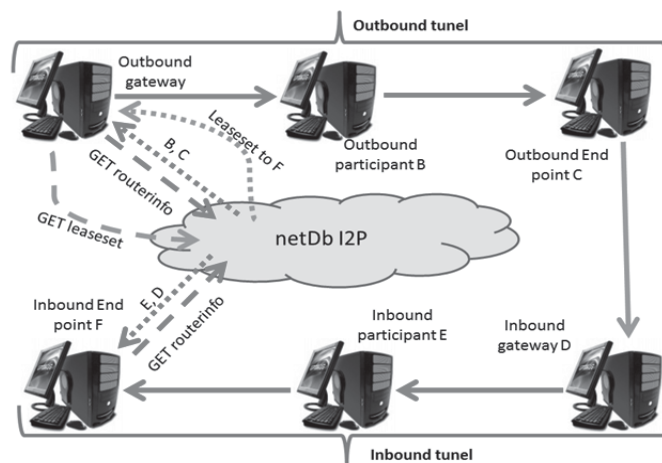 Outbound tunel
Outbound
gateway
Outbound
participant B
Outbound End
point C
Leaseset to F
B, C
GET routerinfo
GET leaseset
netDb I2P
E, D
GET routerinfo
Inbound End
point F
Inbound
participant E
Inbound
gateway D
Inbound tunel